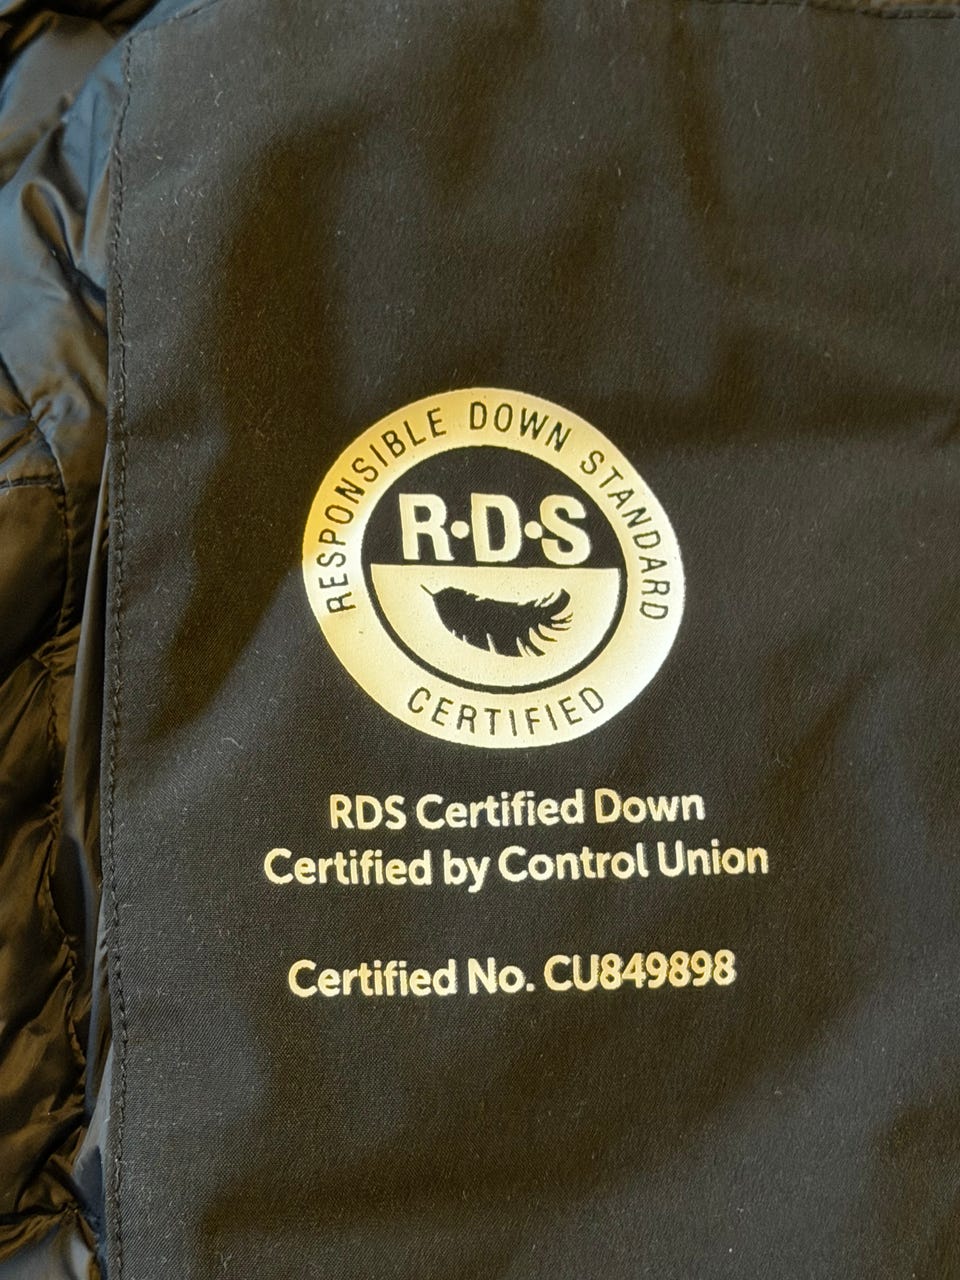 RESPONSIBLE DOWN STANDARD
R·D·S
CERTIFIED
RDS Certified Down
Certified by Control Union
Certified No. CU849898